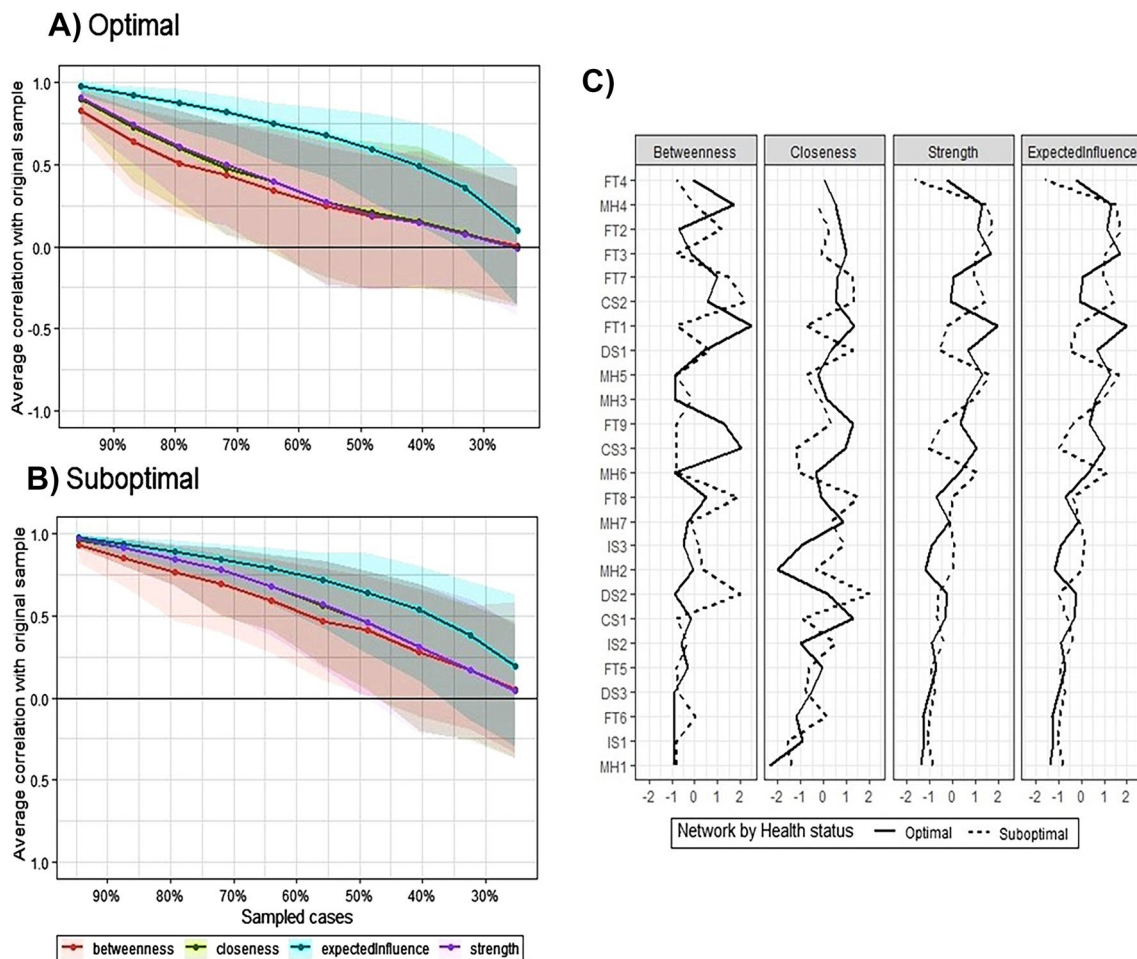 A) Optimal
Average correlation with original sample
1.0
0.5
0.0
-0.5
-1.0
90% 80% 70% 60% 50% 40% 30%
B) Suboptimal
Average correlation with original sample
1.0
0.5
0.0
0.5
1.0
90% 80% 70% 60% 50% 40% 30%
Sampled cases
betweenness closeness expectedInfluence strength
C)
Betweenness Closeness Strength ExpectedInfluence
FT4
MH4
FT2
FT3
FT7
CS2
FT1
DS1
MH5
MH3
FT9
CS3
MH6
FT8
MH7
IS3
MH2
DS2
CS1
IS2
FT5
DS3
FT6
IS1
MH1
-2 -1 0 1 2 -2 -1 0 1 2 -2 -1 0 1 2 -2 -1 0 1 2
Network by Health status Optimal Suboptimal